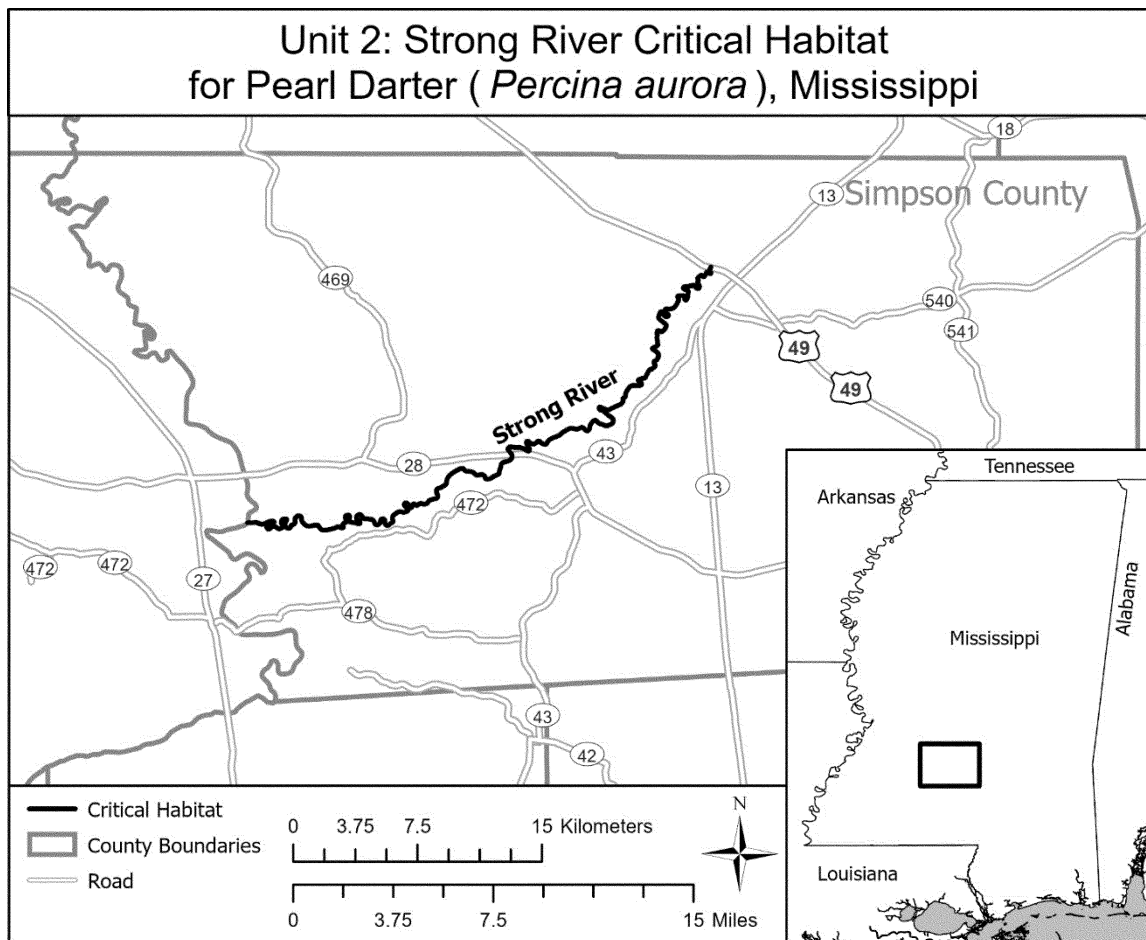 Unit 2: Strong River Critical Habitat
for Pearl Darter ( Percina aurora ), Mississippi
18
13
Simpson County
469
540
541
49
49
Strong River
43
28
13
472
472
472
27
478
43
42
Tennessee
Arkansas
Alabama
Mississippi
Louisiana
Critical Habitat
County Boundaries
Road
0 3.75 7.5 15 Kilometers
0 3.75 7.5 15 Miles
N